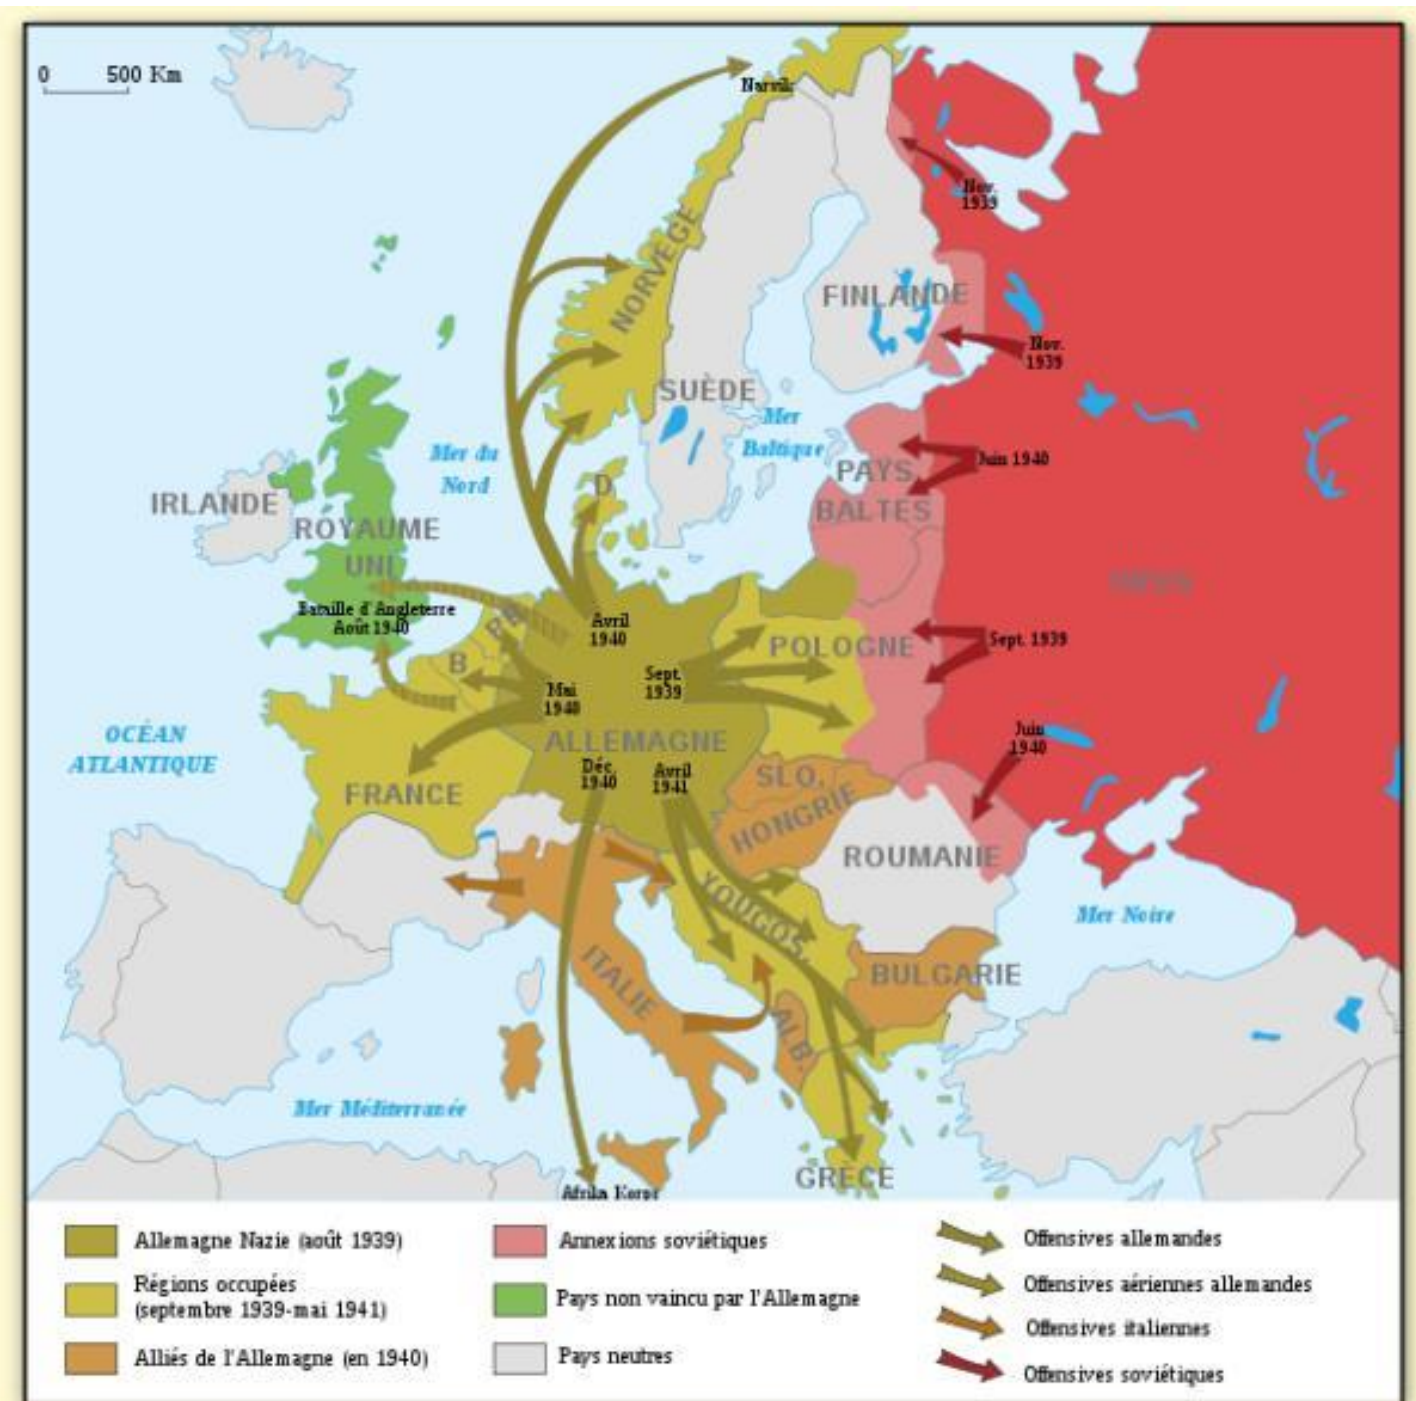 0 500 Km
Narvik
Nov.
1939
NORVÈGE
FINLANDE
Nov.
1939
SUÈDE
Mer
Baltique
Mer du
Nord
D
PAYS
BALTES
Juin 1940
IRLANDE
ROYAUME
UNI
Bataille d'Angleterre
Août 1940
PB
B
Avril
1940
POLOGNE
Sept. 1939
Sept.
1939
Mai
1940
Juin
1940
OCÉAN
ATLANTIQUE
ALLEMAGNE
Déc.
1940
Avril
1941
SLO.
HONGRIE
FRANCE
ROUMANIE
YOUGOS.
Mer Noire
ITALIE
BULGARIE
ALB.
Mer Méditerranée
GRÈCE
Afrika Korps
Allemagne Nazie (août 1939)
Régions occupées
(septembre 1939-mai 1941)
Alliés de l'Allemagne (en 1940)
Annexions soviétiques
Pays non vaincu par l'Allemagne
Pays neutres
Offensives allemandes
Offensives aériennes allemandes
Offensives italiennes
Offensives soviétiques